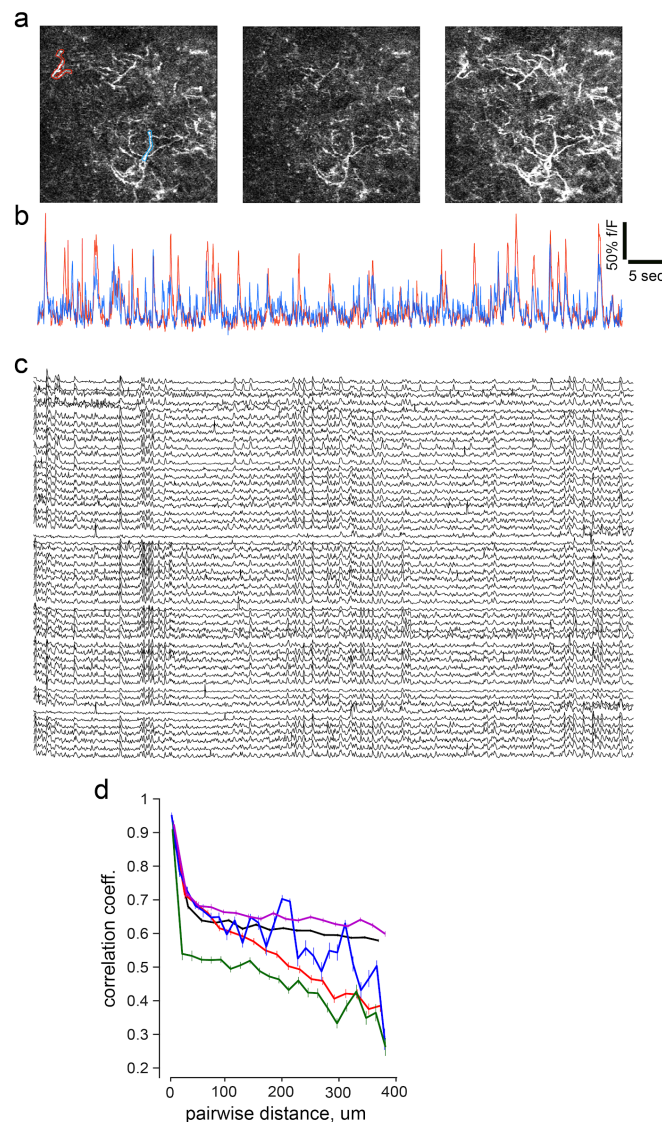 a
b
50% f/F
5 sec
c
d
1
0.9
0.8
0.7
0.6
0.5
0.4
0.3
0.2
correlation coeff.
0 100 200 300 400
pairwise distance, um